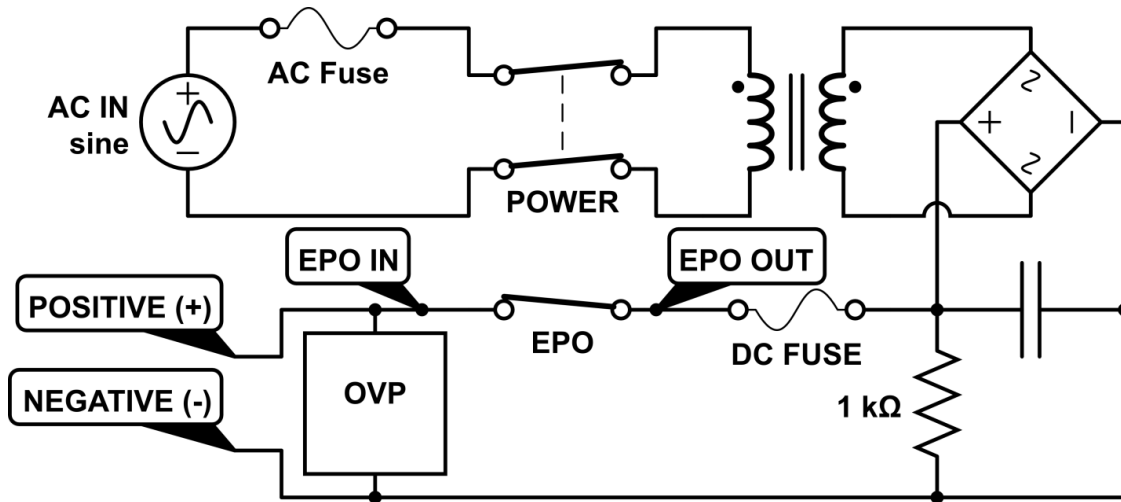 AC Fuse
AC IN
sine
POWER
EPO IN
EPO OUT
POSITIVE (+)
EPO
DC FUSE
NEGATIVE (-)
OVP
1 kΩ